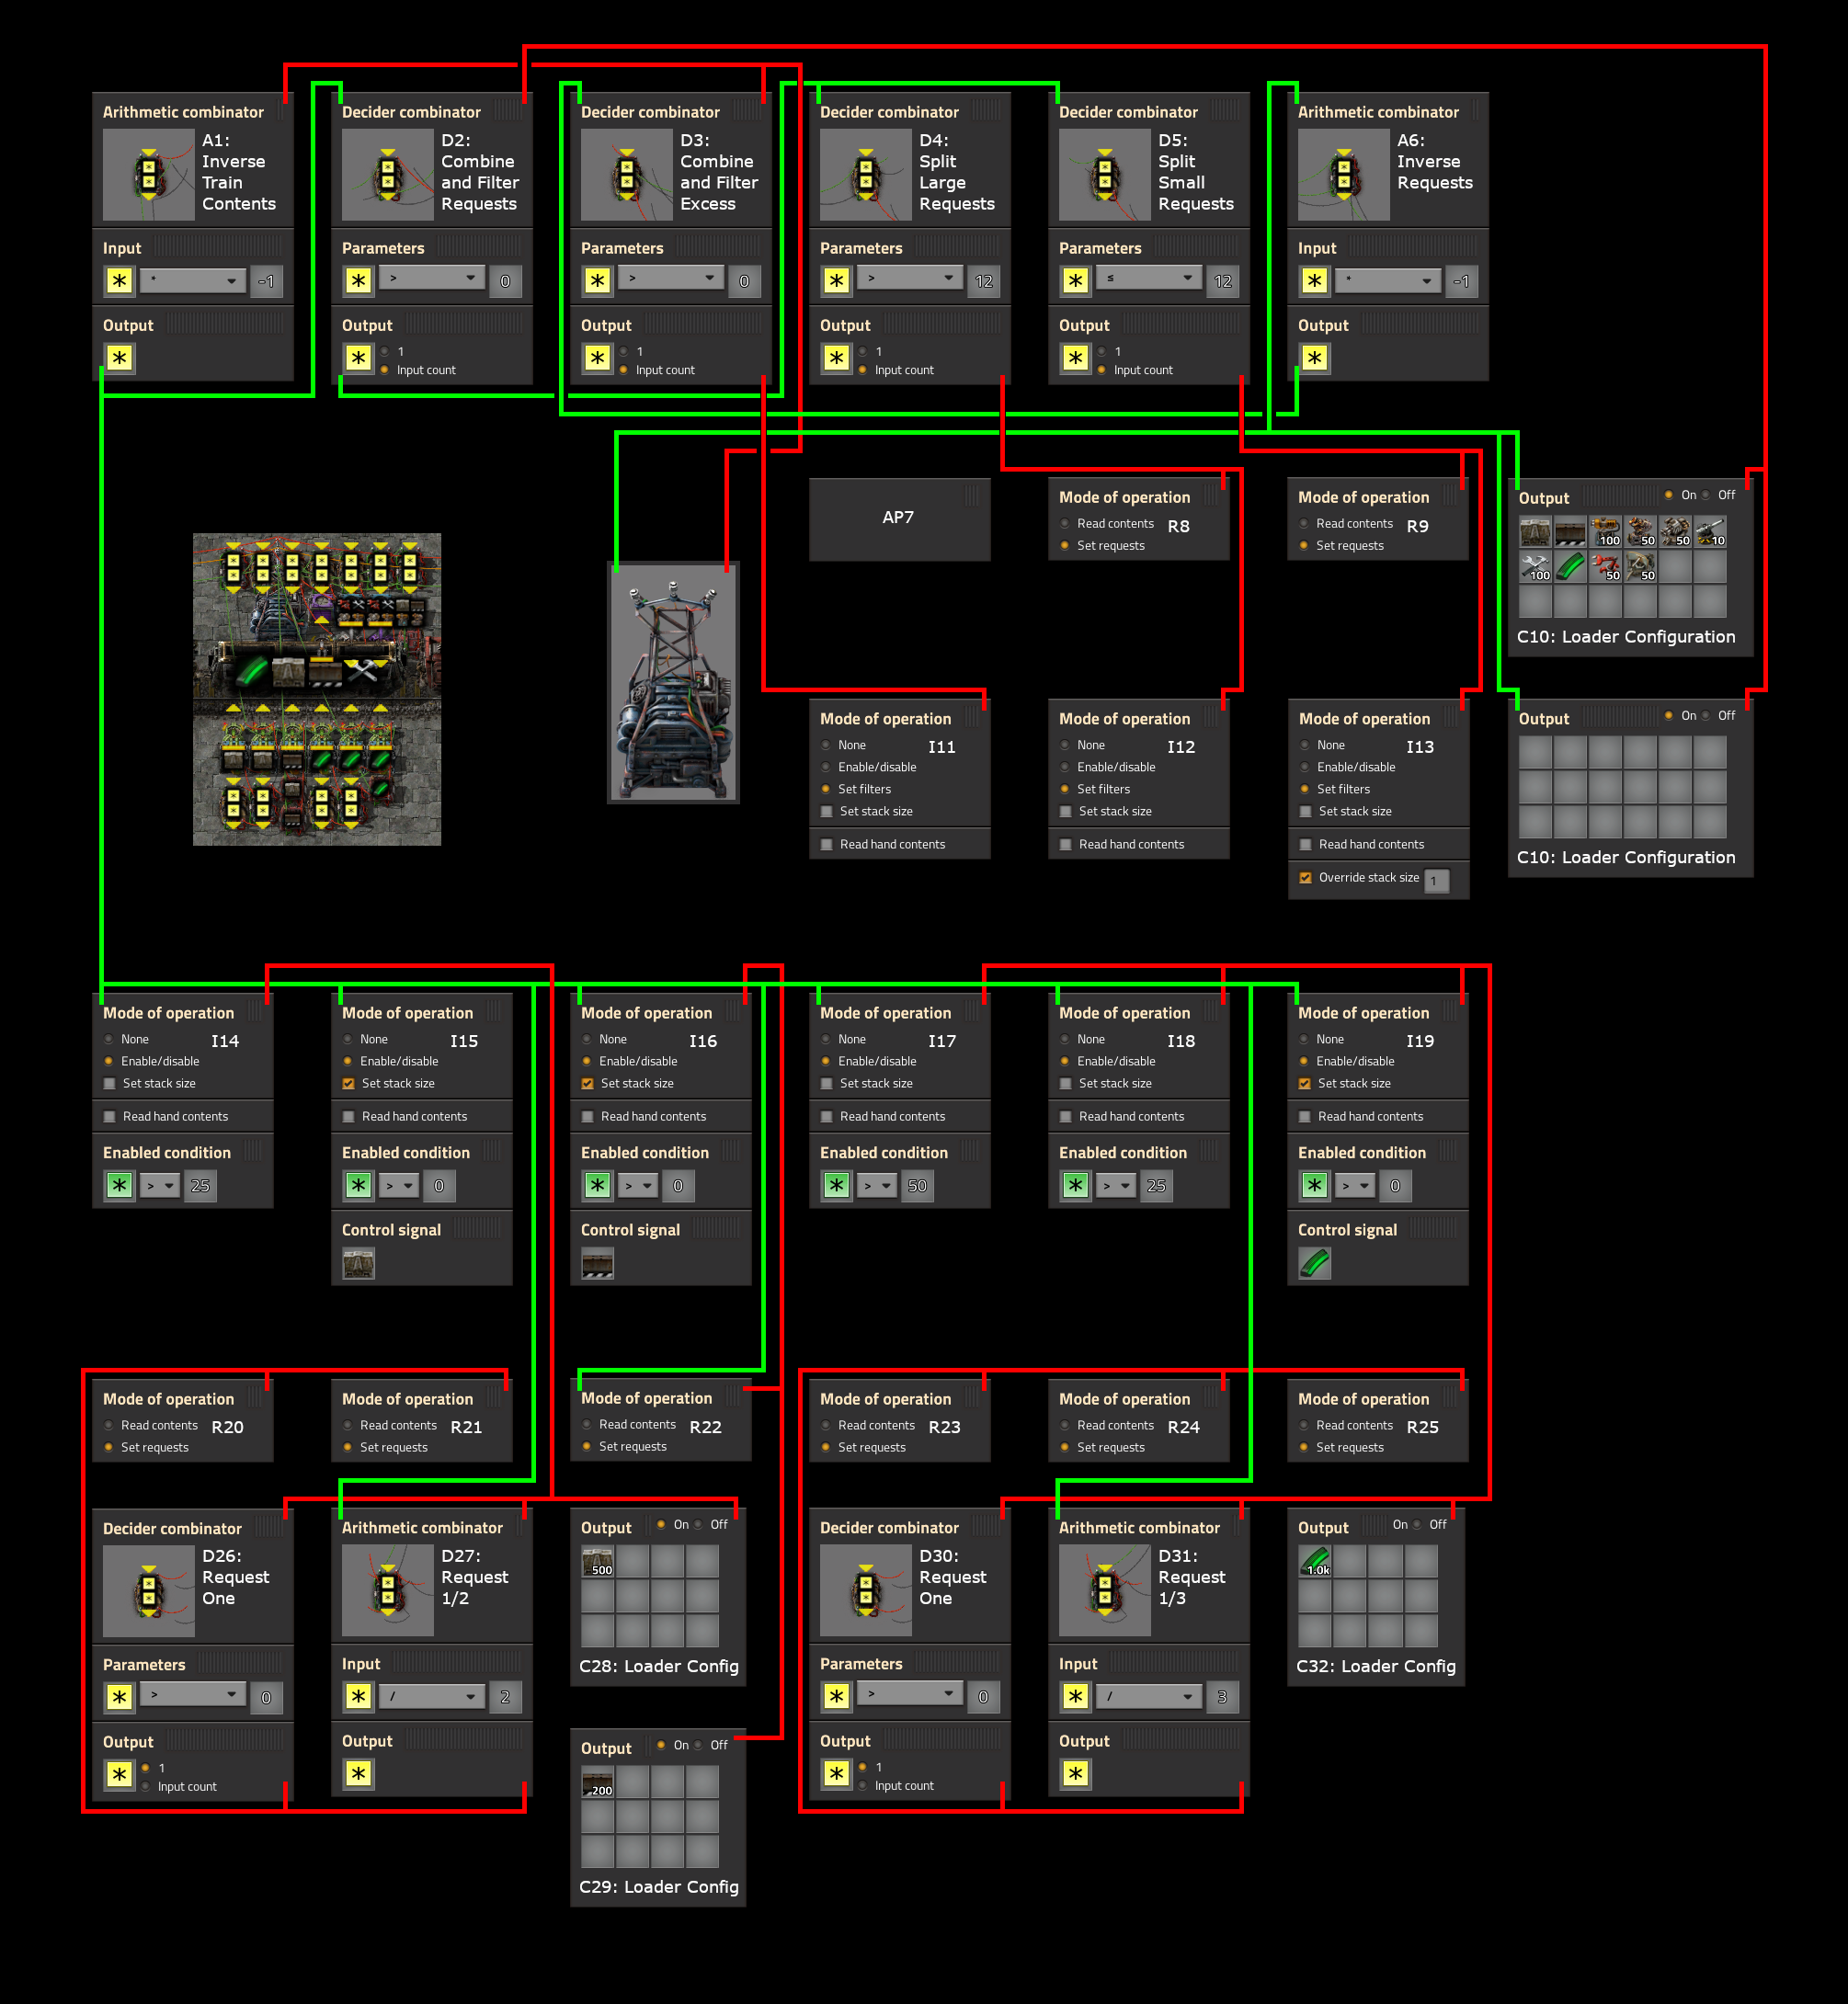 Arithmetic combinator
A1:
Inverse
Train
Contents
Input
* * -1
Output
*
Decider combinator
D2:
Combine
and Filter
Requests
Parameters
* > 0
Output
* 1
Input count
Decider combinator
D3:
Combine
and Filter
Excess
Parameters
* > 0
Output
* 1
Input count
Decider combinator
D4:
Split
Large
Requests
Parameters
* > 12
Output
* 1
Input count
Decider combinator
D5:
Split
Small
Requests
Parameters
* ≤ 12
Output
* 1
Input count
Arithmetic combinator
A6:
Inverse
Requests
Input
* * -1
Output
*
AP7
Mode of operation
Read contents R8
Set requests
Mode of operation
Read contents R9
Set requests
Output On Off
100 50 50 10
100 50 50
C10: Loader Configuration
Mode of operation
None I11
Enable/disable
Set filters
Set stack size
Read hand contents
Mode of operation
None I12
Enable/disable
Set filters
Set stack size
Read hand contents
Mode of operation
None I13
Enable/disable
Set filters
Set stack size
Read hand contents
Override stack size 1
Output On Off
C10: Loader Configuration
Mode of operation
None I14
Enable/disable
Set stack size
Read hand contents
Enabled condition
* > 25
Mode of operation
None I15
Enable/disable
Set stack size
Read hand contents
Enabled condition
* > 0
Control signal
Mode of operation
None I16
Enable/disable
Set stack size
Read hand contents
Enabled condition
* > 0
Control signal
Mode of operation
None I17
Enable/disable
Set stack size
Read hand contents
Enabled condition
* > 50
Mode of operation
None I18
Enable/disable
Set stack size
Read hand contents
Enabled condition
* > 25
Mode of operation
None I19
Enable/disable
Set stack size
Read hand contents
Enabled condition
* > 0
Control signal
Mode of operation
Read contents R20
Set requests
Mode of operation
Read contents R21
Set requests
Mode of operation
Read contents R22
Set requests
Mode of operation
Read contents R23
Set requests
Mode of operation
Read contents R24
Set requests
Mode of operation
Read contents R25
Set requests
Decider combinator
D26:
Request
One
Parameters
* > 0
Output
* 1
Input count
Arithmetic combinator
D27:
Request
1/2
Input
* / 2
Output
*
Output On Off
500
C28: Loader Config
Output On Off
200
C29: Loader Config
Decider combinator
D30:
Request
One
Parameters
* > 0
Output
* 1
Input count
Arithmetic combinator
D31:
Request
1/3
Input
* / 3
Output
*
Output On Off
1.0k
C32: Loader Config